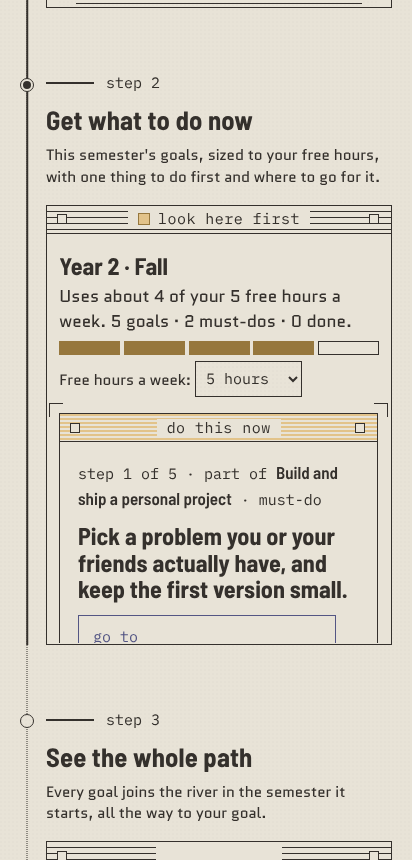 step 2
Get what to do now
This semester's goals, sized to your free hours,
with one thing to do first and where to go for it.
look here first
Year 2 · Fall
Uses about 4 of your 5 free hours a
week. 5 goals · 2 must-dos · 0 done.
Free hours a week: 5 hours
do this now
step 1 of 5 · part of Build and
ship a personal project · must-do
Pick a problem you or your
friends actually have, and
keep the first version small.
go to
step 3
See the whole path
Every goal joins the river in the semester it
starts, all the way to your goal.